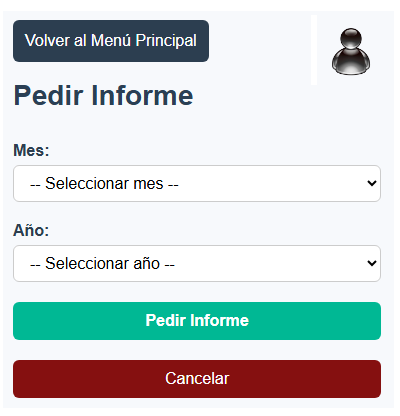 Volver al Menú Principal
Pedir Informe
Mes:
-- Seleccionar mes --
Año:
-- Seleccionar año --
Pedir Informe
Cancelar